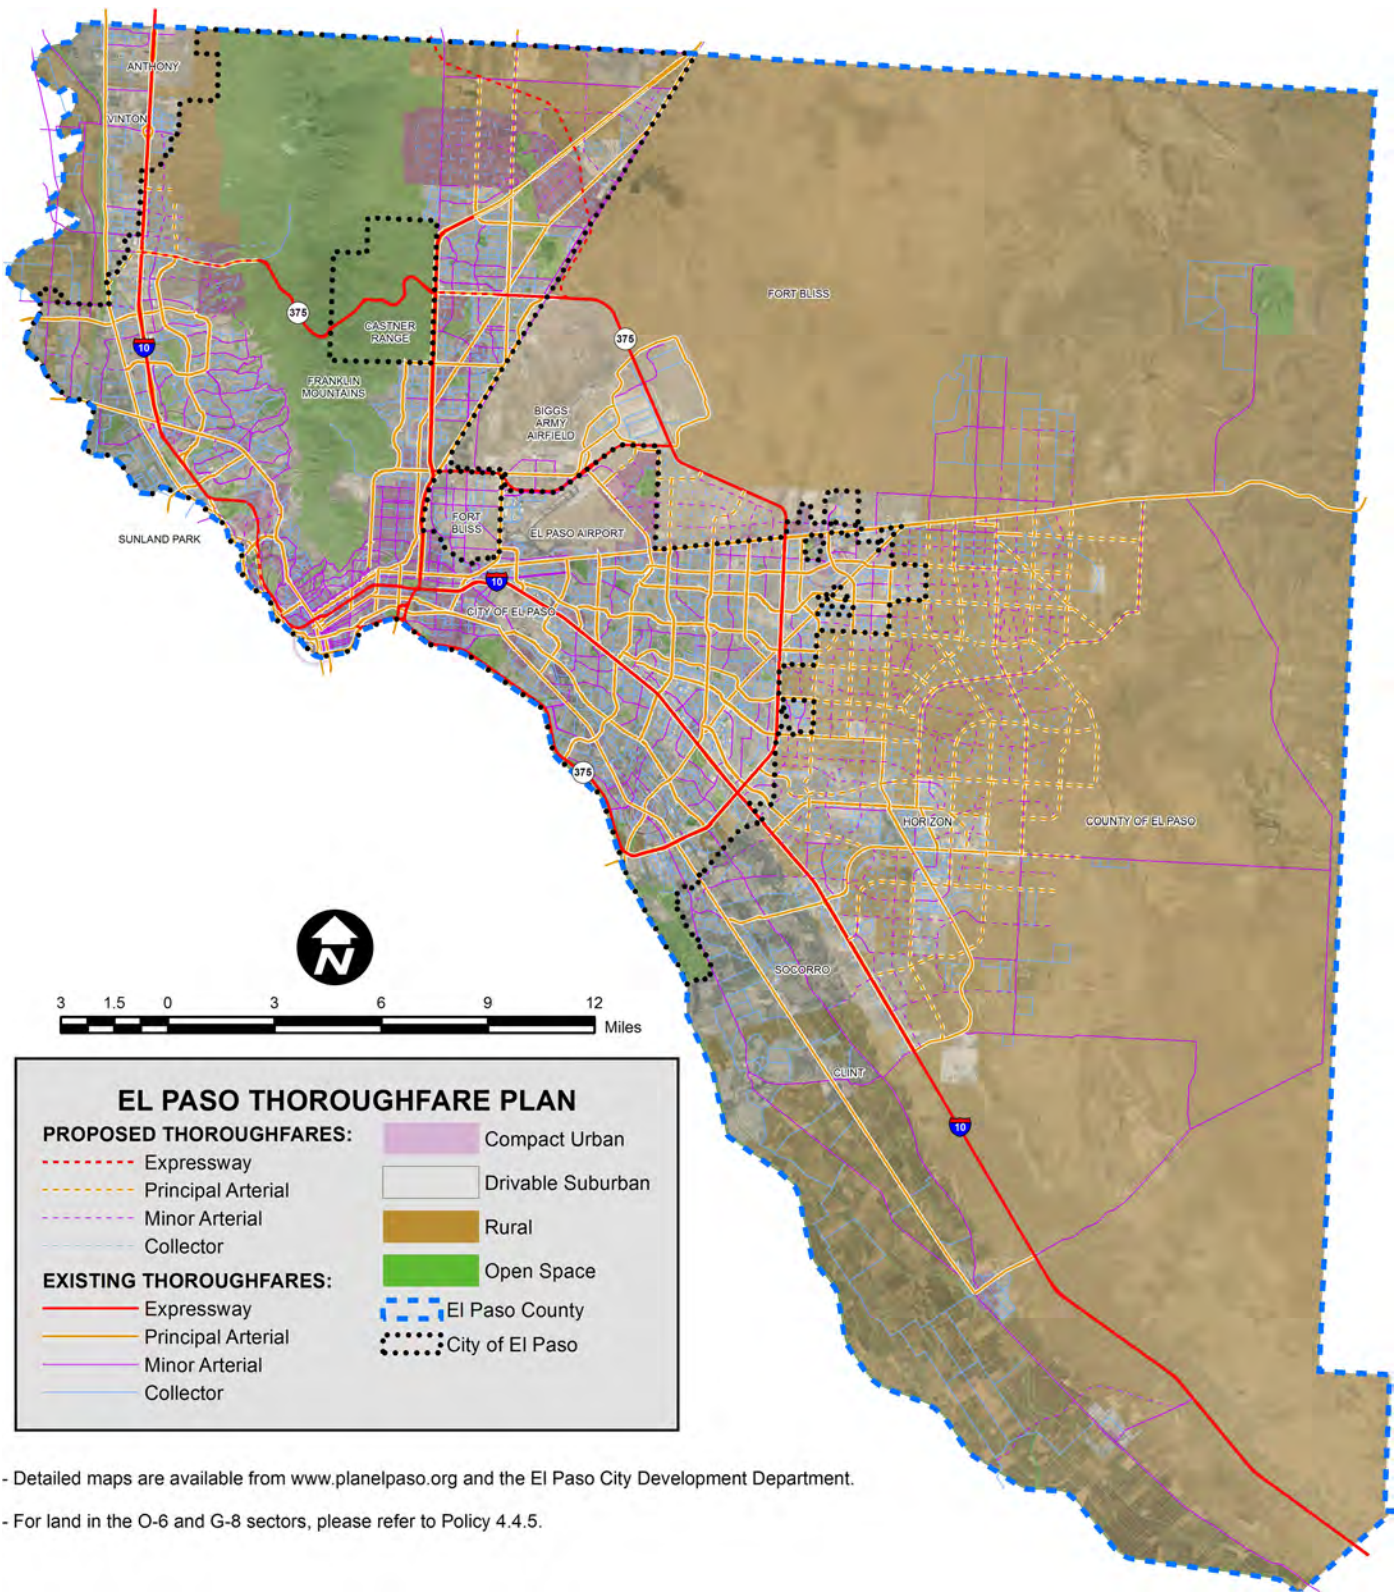 ANTHONY
VINTON
375
CASTNER
RANGE
FORT BLISS
375
10
FRANKLIN
MOUNTAINS
BIGGS
ARMY
AIRFIELD
FORT
BLISS
EL PASO AIRPORT
SUNLAND PARK
10
CITY OF EL PASO
375
HORIZON
COUNTY OF EL PASO
SOCORRO
CLINT
10
N
3 1.5 0 3 6 9 12
Miles
EL PASO THOROUGHFARE PLAN
PROPOSED THOROUGHFARES:
Expressway
Principal Arterial
Minor Arterial
Collector
EXISTING THOROUGHFARES:
Expressway
Principal Arterial
Minor Arterial
Collector
Compact Urban
Drivable Suburban
Rural
Open Space
El Paso County
City of El Paso
- Detailed maps are available from www.planelpaso.org and the El Paso City Development Department.
- For land in the O-6 and G-8 sectors, please refer to Policy 4.4.5.